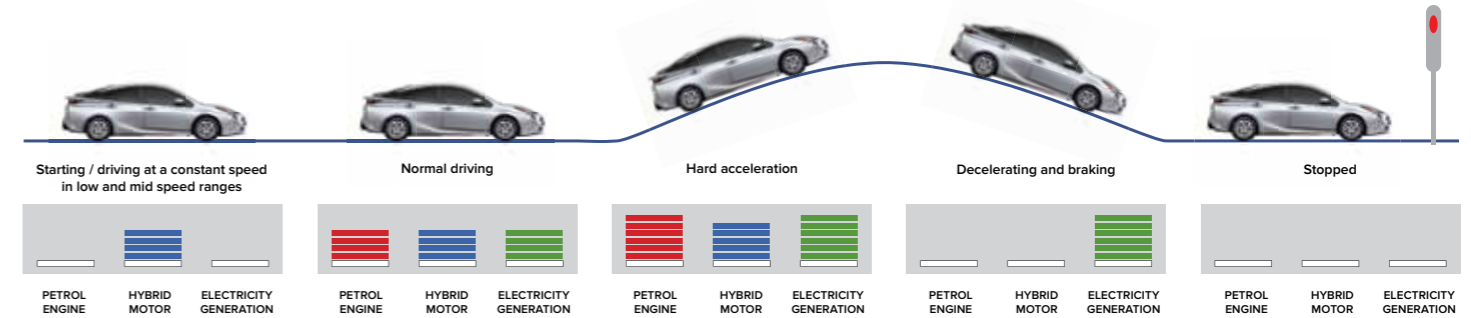 Starting / driving at a constant speed
in low and mid speed ranges
Normal driving
Hard acceleration
Decelerating and braking
Stopped
PETROL
ENGINE
HYBRID
MOTOR
ELECTRICITY
GENERATION
PETROL
ENGINE
HYBRID
MOTOR
ELECTRICITY
GENERATION
PETROL
ENGINE
HYBRID
MOTOR
ELECTRICITY
GENERATION
PETROL
ENGINE
HYBRID
MOTOR
ELECTRICITY
GENERATION
PETROL
ENGINE
HYBRID
MOTOR
ELECTRICITY
GENERATION